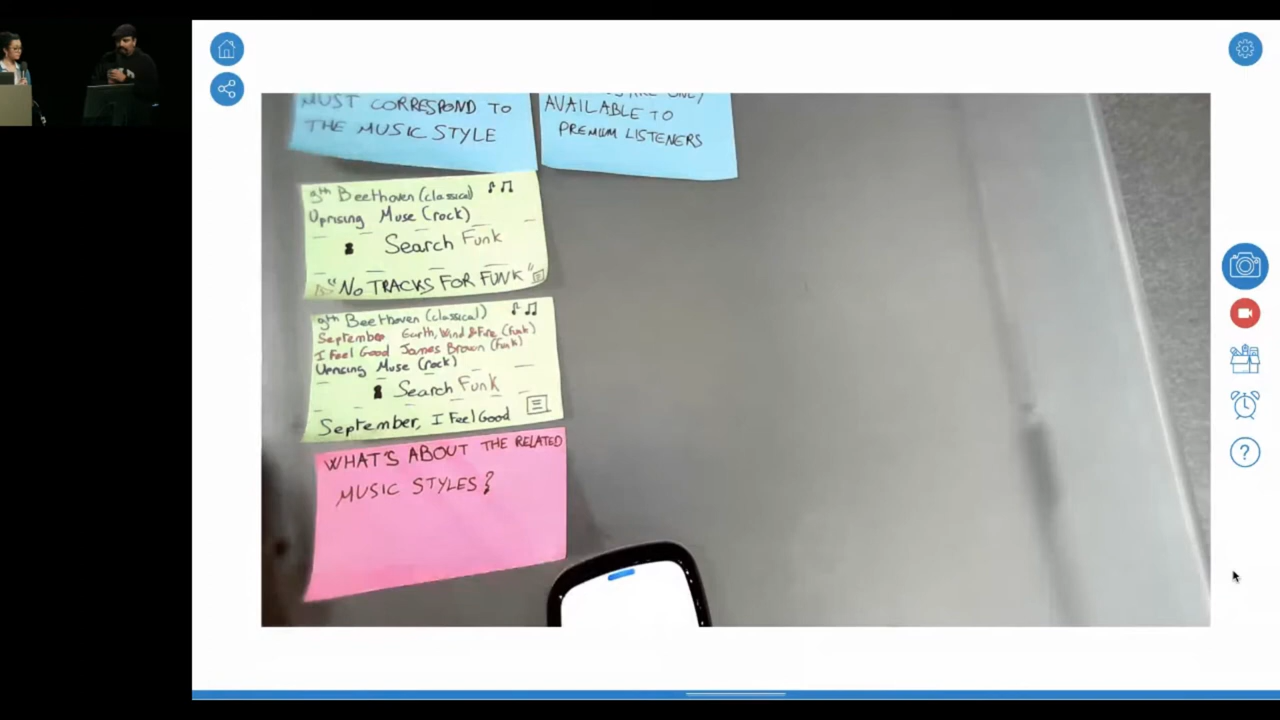 MUST CORRESPOND TO
THE MUSIC STYLE
ARE ONLY
AVAILABLE TO
PREMIUM LISTENERS
9th Beethoven (classical)
Uprising Muse (rock)
Search Funk
"NO TRACKS FOR FUNK"
9th Beethoven (classical)
September Earth, Wind & Fire (Funk)
I Feel Good James Brown (Funk)
Uprising Muse (rock)
Search Funk
September, I Feel Good
WHAT'S ABOUT THE RELATED
MUSIC STYLES?